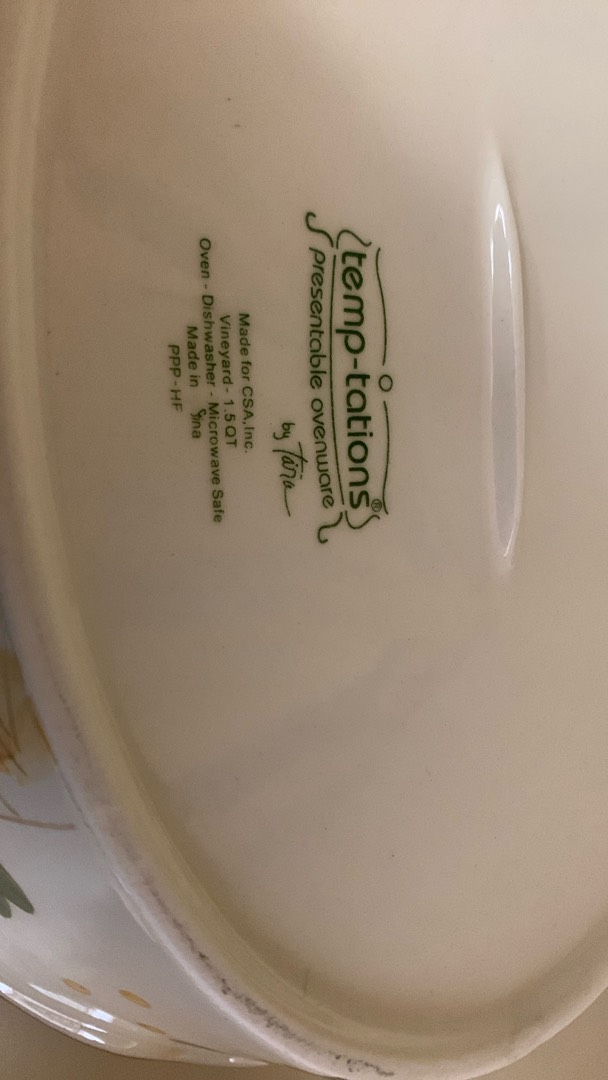 temp-tations®
presentable ovenware
by Tara
Made for CSA, Inc.
Vineyard - 1.5 QT
Oven - Dishwasher - Microwave Safe
Made in
PPP-HF